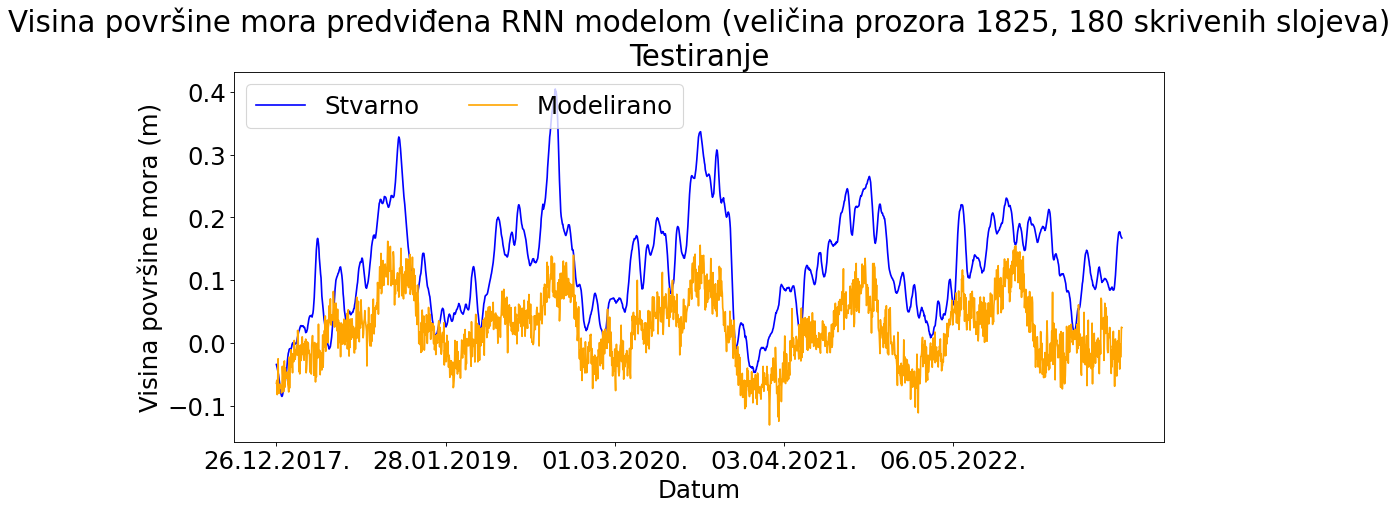 Visina površine mora predviđena RNN modelom (veličina prozora 1825, 180 skrivenih slojeva)
Testiranje
Stvarno
Modelirano
Visina površine mora (m)
0.4
0.3
0.2
0.1
0.0
−0.1
26.12.2017.
28.01.2019.
01.03.2020.
03.04.2021.
06.05.2022.
Datum